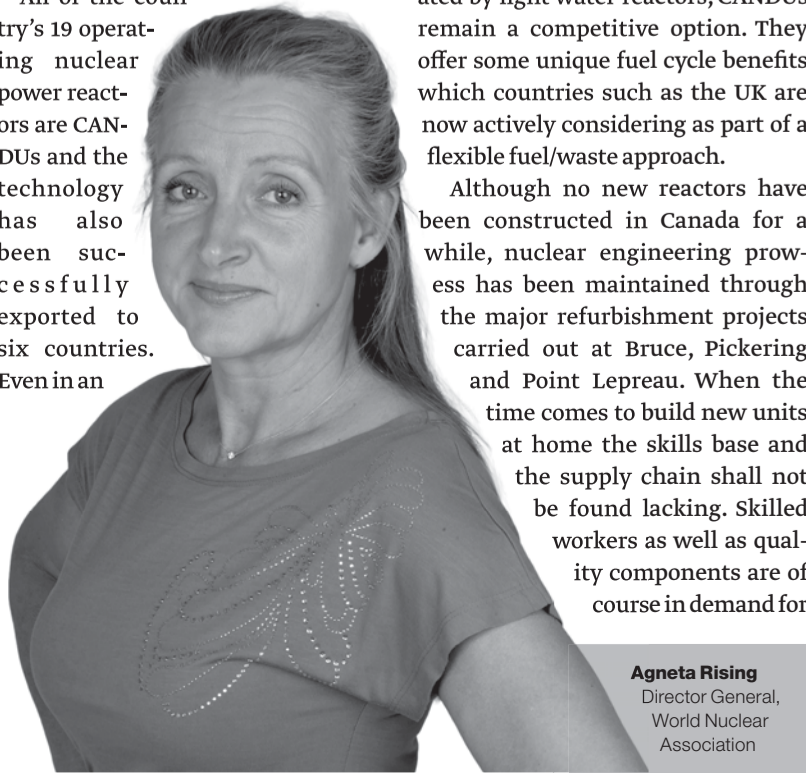 try's 19 operat-
ing nuclear
power react-
ors are CAN-
DUs and the
technology
has also
been suc-
cessfully
exported to
six countries.
Even in an
ated by light water reactors, CANDUs
remain a competitive option. They
offer some unique fuel cycle benefits
which countries such as the UK are
now actively considering as part of a
flexible fuel/waste approach.
Although no new reactors have
been constructed in Canada for a
while, nuclear engineering prow-
ess has been maintained through
the major refurbishment projects
carried out at Bruce, Pickering
and Point Lepreau. When the
time comes to build new units
at home the skills base and
the supply chain shall not
be found lacking. Skilled
workers as well as qual-
ity components are of
course in demand for
Agneta Rising
Director General,
World Nuclear
Association